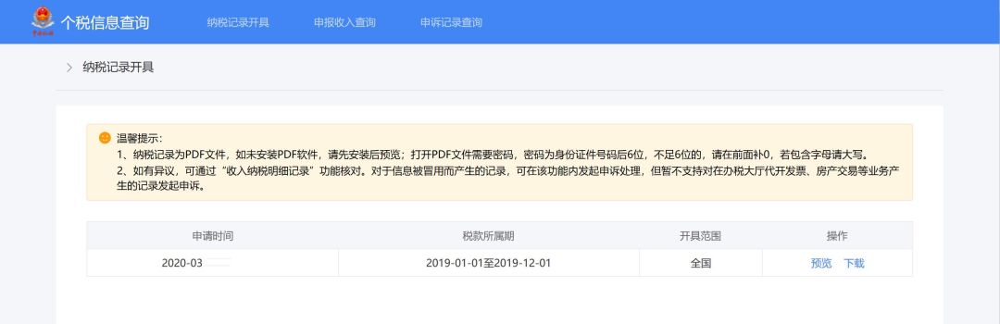 个税信息查询 纳税记录开具 申报收入查询 申诉记录查询
纳税记录开具
温馨提示：
1、纳税记录为PDF文件，如未安装PDF软件，请先安装后预览；打开PDF文件需要密码，密码为身份证件号码后6位，不足6位的，请在前面补0，若包含字母请大写。
2、如有异议，可通过“收入纳税明细记录”功能核对。对于信息被冒用而产生的记录，可在该功能内发起申诉处理，但暂不支持对在办税大厅代开发票、房产交易等业务产
生的记录发起申诉。
申请时间 税款所属期 开具范围 操作
2020-03 2019-01-01至2019-12-01 全国 预览 下载